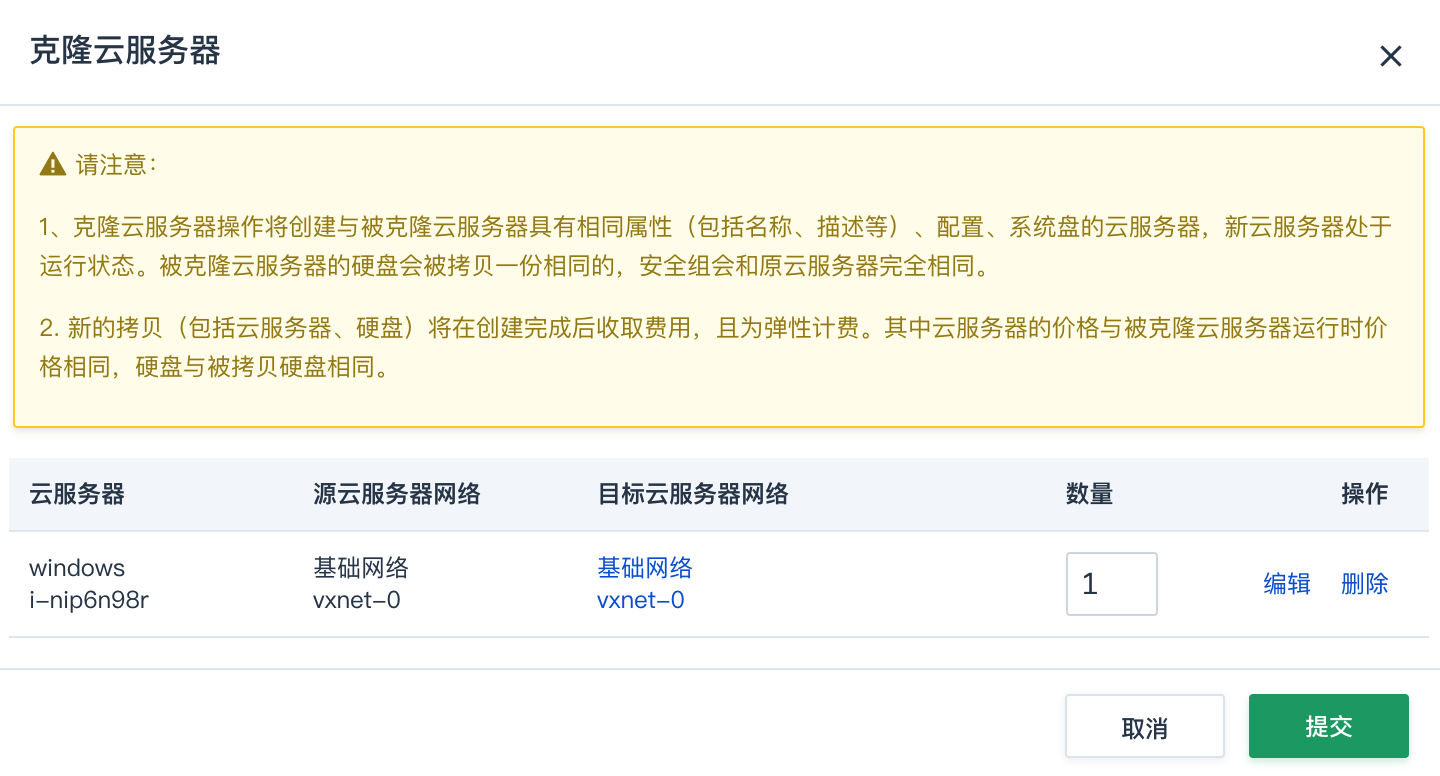 克隆云服务器
请注意：
1、克隆云服务器操作将创建与被克隆云服务器具有相同属性（包括名称、描述等）、配置、系统盘的云服务器，新云服务器处于
运行状态。被克隆云服务器的硬盘会被拷贝一份相同的，安全组会和原云服务器完全相同。
2. 新的拷贝（包括云服务器、硬盘）将在创建完成后收取费用，且为弹性计费。其中云服务器的价格与被克隆云服务器运行时价
格相同，硬盘与被拷贝硬盘相同。
云服务器 源云服务器网络 目标云服务器网络 数量 操作
windows 基础网络 基础网络
i-nip6n98r vxnet-0 vxnet-0
1 编辑 删除
取消 提交